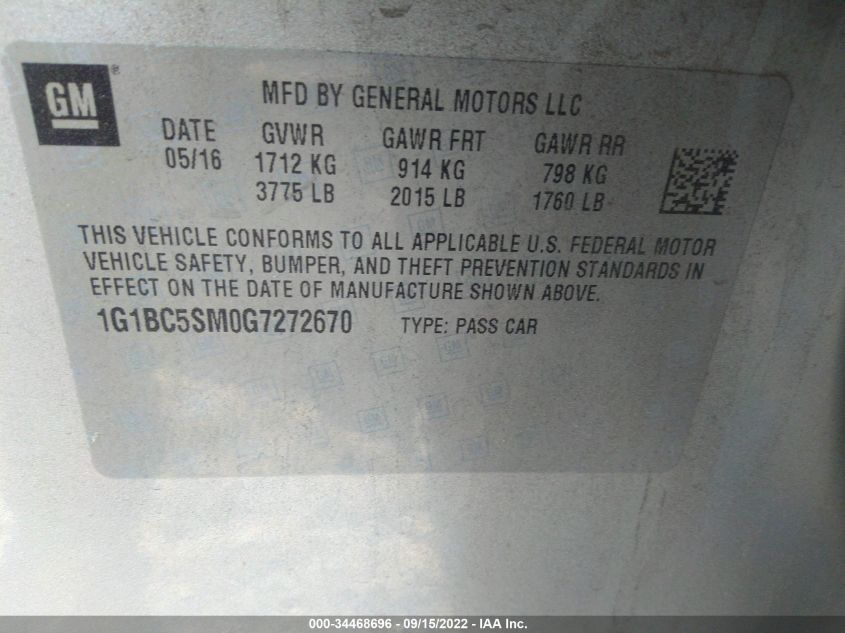 GM®
MFD BY GENERAL MOTORS LLC
DATE GVWR GAWR FRT GAWR RR
05/16 1712 KG 914 KG 798 KG
3775 LB 2015 LB 1760 LB
THIS VEHICLE CONFORMS TO ALL APPLICABLE U.S. FEDERAL MOTOR
VEHICLE SAFETY, BUMPER, AND THEFT PREVENTION STANDARDS IN
EFFECT ON THE DATE OF MANUFACTURE SHOWN ABOVE.
1G1BC5SM0G7272670 TYPE: PASS CAR
000-34468696 - 09/15/2022 - IAA Inc.